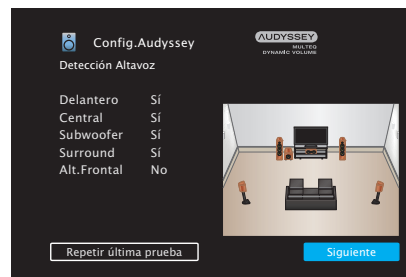 Config.Audyssey
AUDYSSEY
MULTEQ
DYNAMIC VOLUME
Detección Altavoz
Delantero Sí
Central Sí
Subwoofer Sí
Surround Sí
Alt.Frontal No
Repetir última prueba
Siguiente